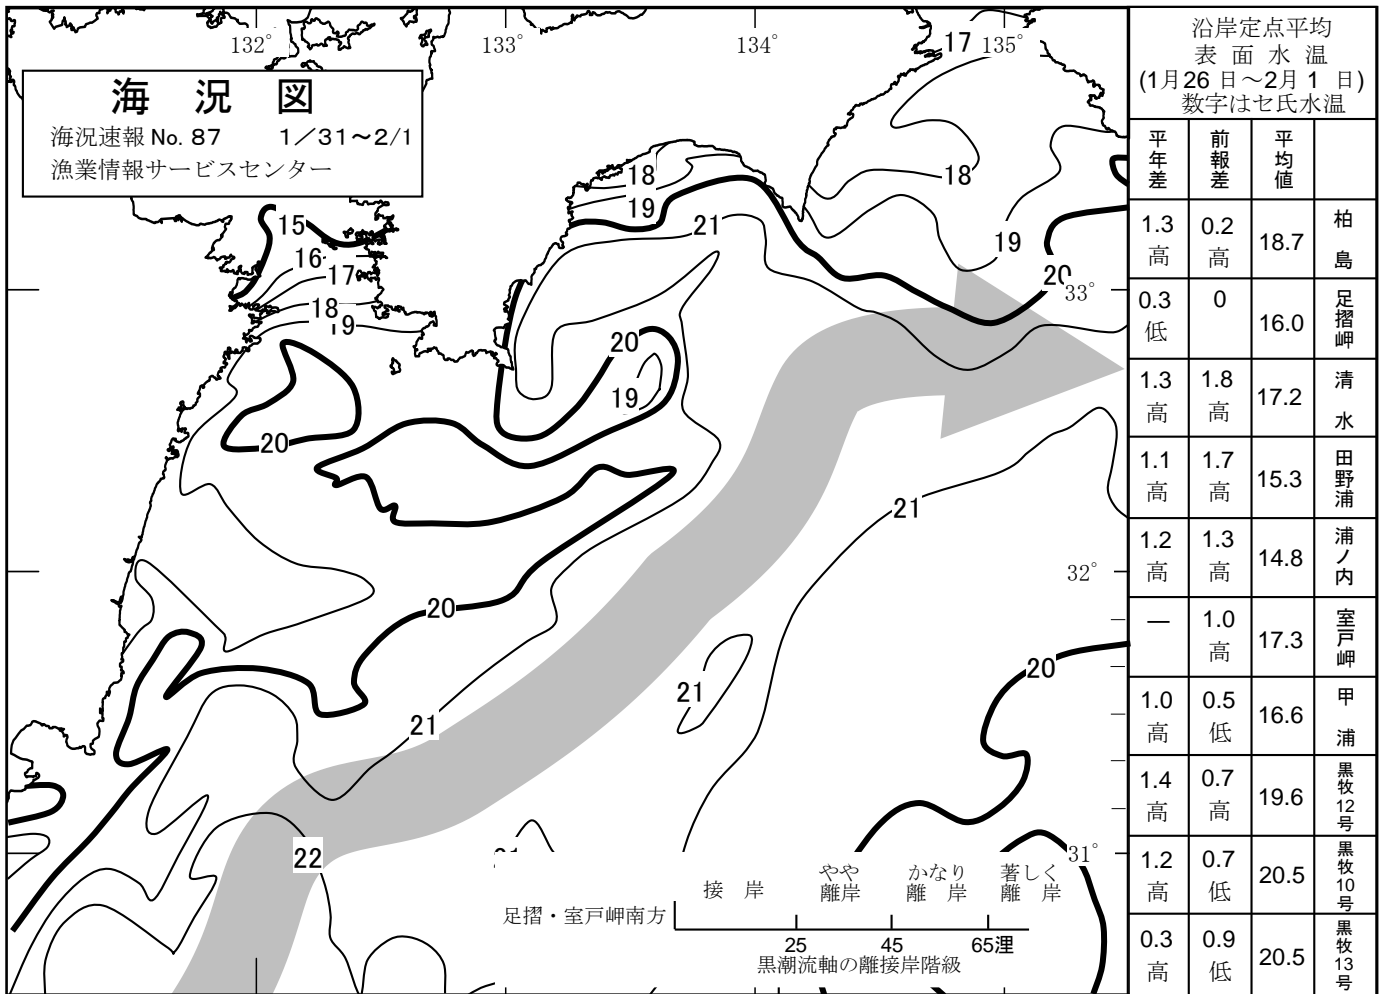 132°
133°
134°
135°
海 況 図
海況速報 No. 87 1／31～2/1
漁業情報サービスセンター
17
18
19
20
33°
18
19
21
15
16
17
18
19
20
19
20
21
32°
20
21
21
20
22
31°
接 岸
やや
離岸
かなり
離 岸
著しく
離 岸
足摺・室戸岬南方
25 45 65浬
黒潮流軸の離接岸階級
沿岸定点平均
表 面 水 温
(1月26 日～2月 1 日)
数字はセ氏水温
平年差 前報差 平均値
1.3高 0.2高 18.7 柏島
0.3低 0 16.0 足摺岬
1.3高 1.8高 17.2 清水
1.1高 1.7高 15.3 田野浦
1.2高 1.3高 14.8 浦ノ内
― 1.0高 17.3 室戸岬
1.0高 0.5低 16.6 甲浦
1.4高 0.7高 19.6 黒牧12号
1.2高 0.7低 20.5 黒牧10号
0.3高 0.9低 20.5 黒牧13号